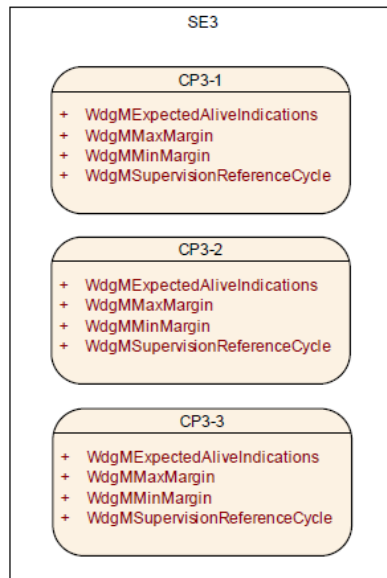 SE3
CP3-1
+ WdgMExpectedAliveIndications
+ WdgMMaxMargin
+ WdgMMinMargin
+ WdgMSupervisionReferenceCycle
CP3-2
+ WdgMExpectedAliveIndications
+ WdgMMaxMargin
+ WdgMMinMargin
+ WdgMSupervisionReferenceCycle
CP3-3
+ WdgMExpectedAliveIndications
+ WdgMMaxMargin
+ WdgMMinMargin
+ WdgMSupervisionReferenceCycle